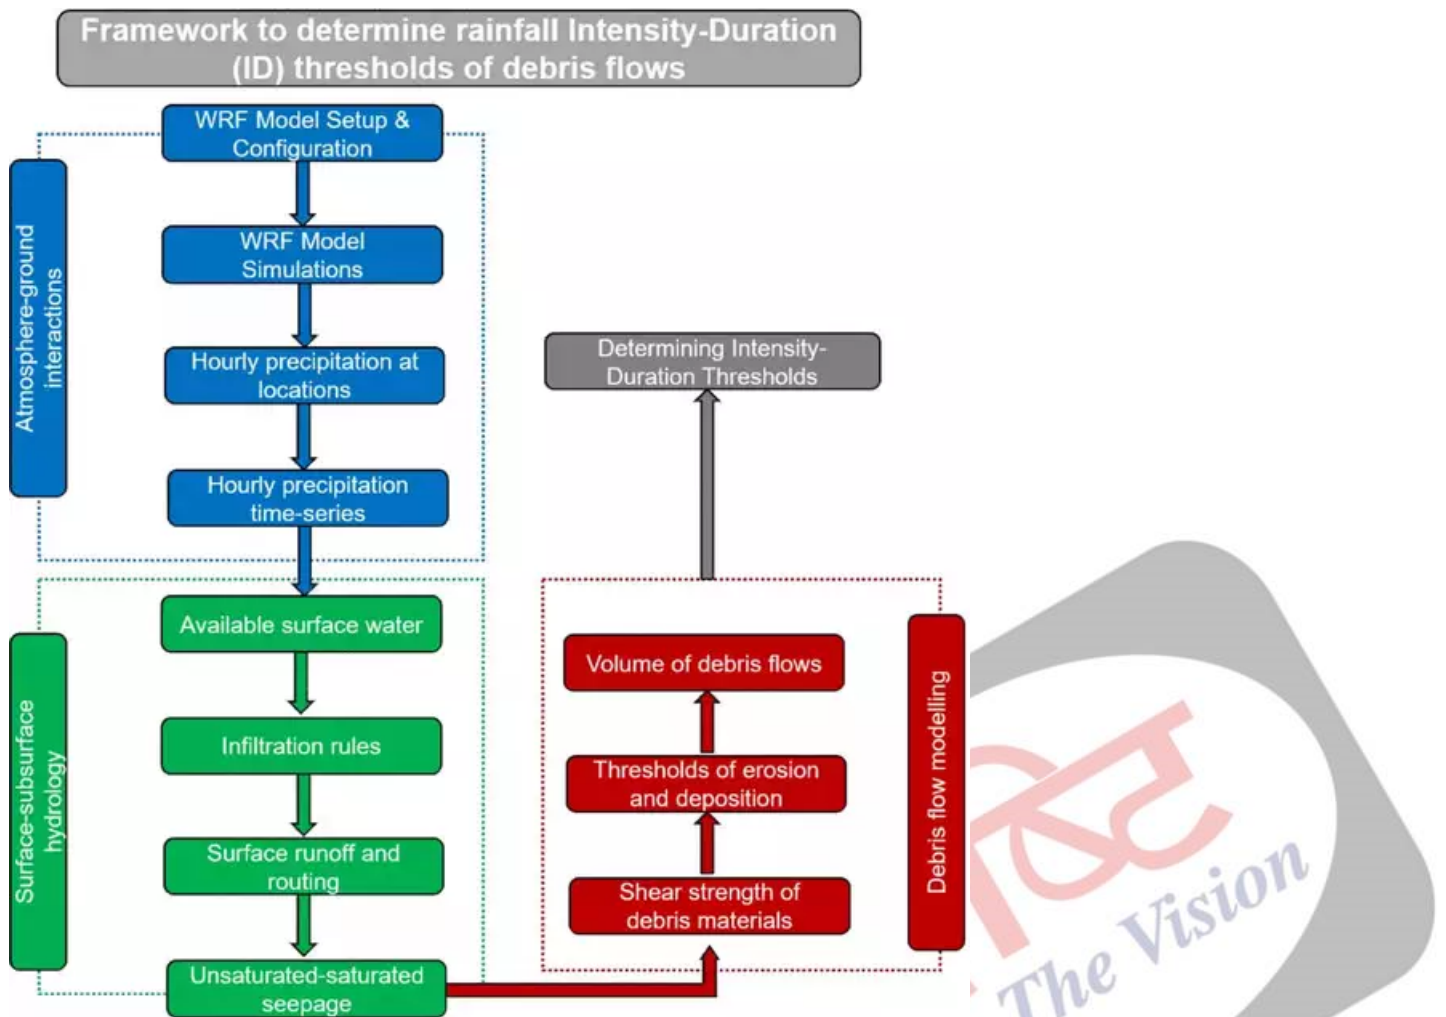 Framework to determine rainfall Intensity-Duration
(ID) thresholds of debris flows
WRF Model Setup &
Configuration
WRF Model
Simulations
Hourly precipitation at
locations
Hourly precipitation
time-series
Atmosphere-ground
interactions
Available surface water
Infiltration rules
Surface runoff and
routing
Unsaturated-saturated
seepage
Surface-subsurface
hydrology
Determining Intensity-
Duration Thresholds
Volume of debris flows
Thresholds of erosion
and deposition
Shear strength of
debris materials
Debris flow modelling
The Vision